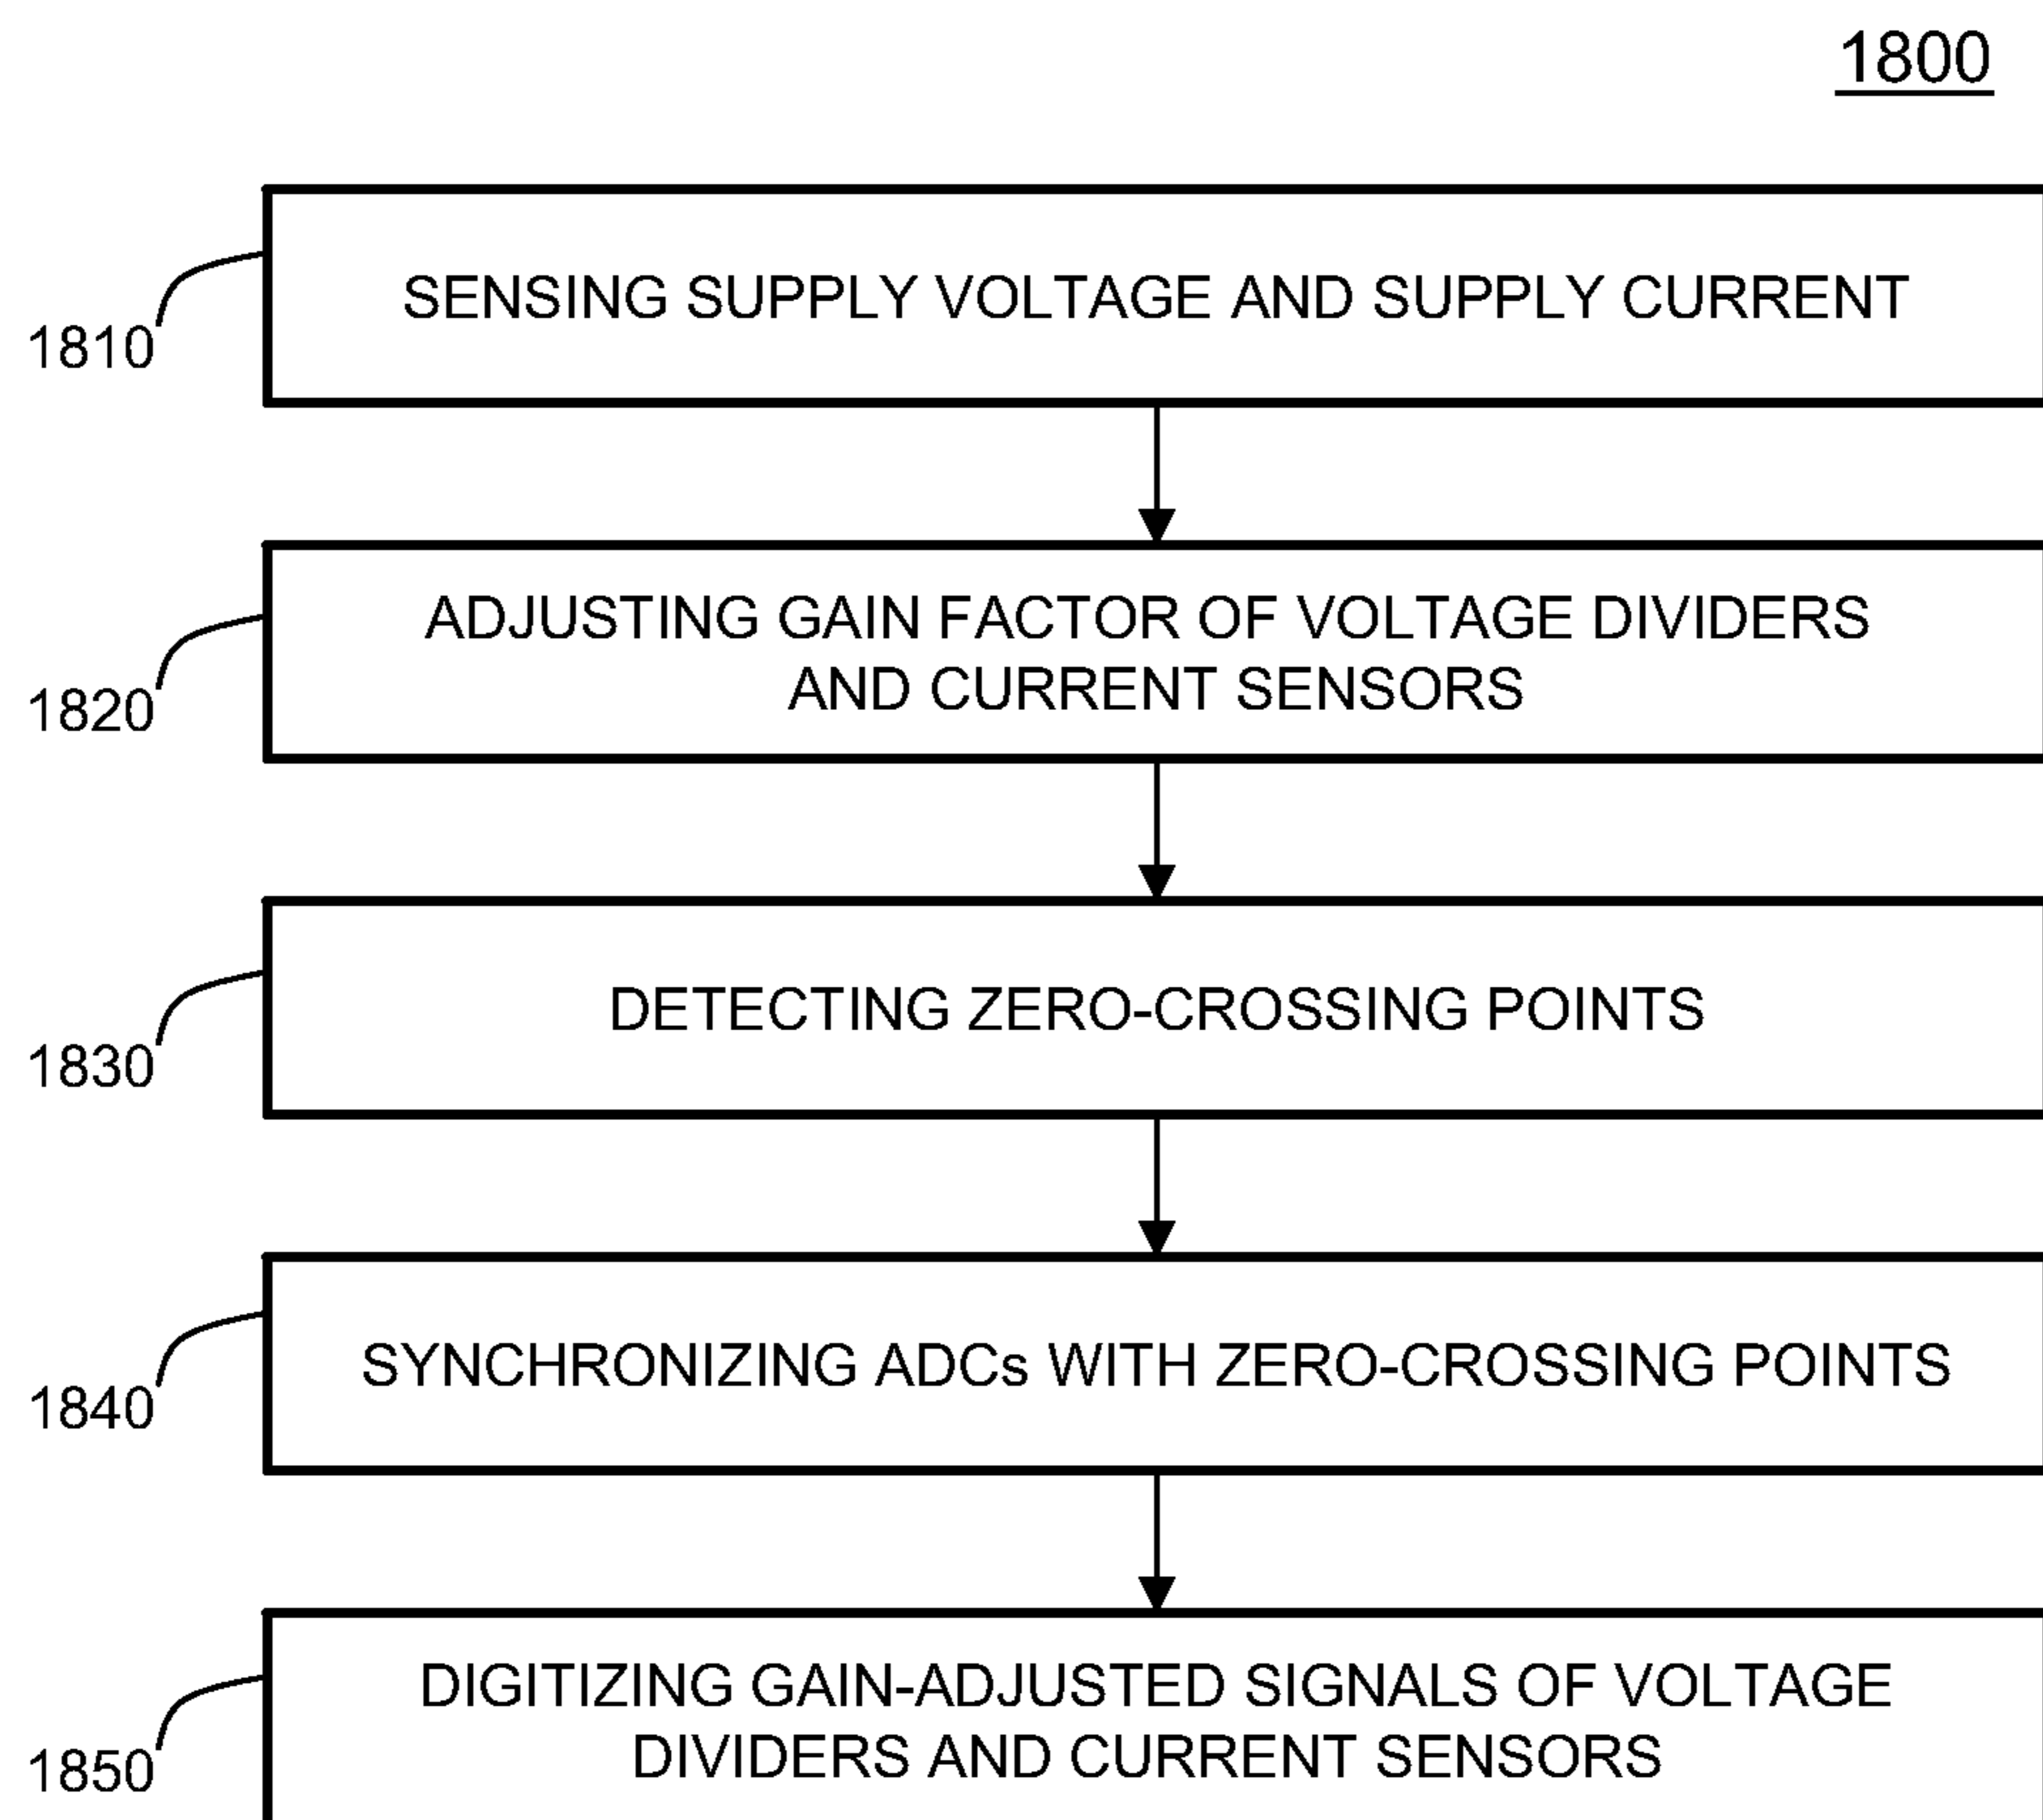 1800
SENSING SUPPLY VOLTAGE AND SUPPLY CURRENT
1810
ADJUSTING GAIN FACTOR OF VOLTAGE DIVIDERS
AND CURRENT SENSORS
1820
DETECTING ZERO-CROSSING POINTS
1830
SYNCHRONIZING ADCs WITH ZERO-CROSSING POINTS
1840
DIGITIZING GAIN-ADJUSTED SIGNALS OF VOLTAGE
DIVIDERS AND CURRENT SENSORS
1850